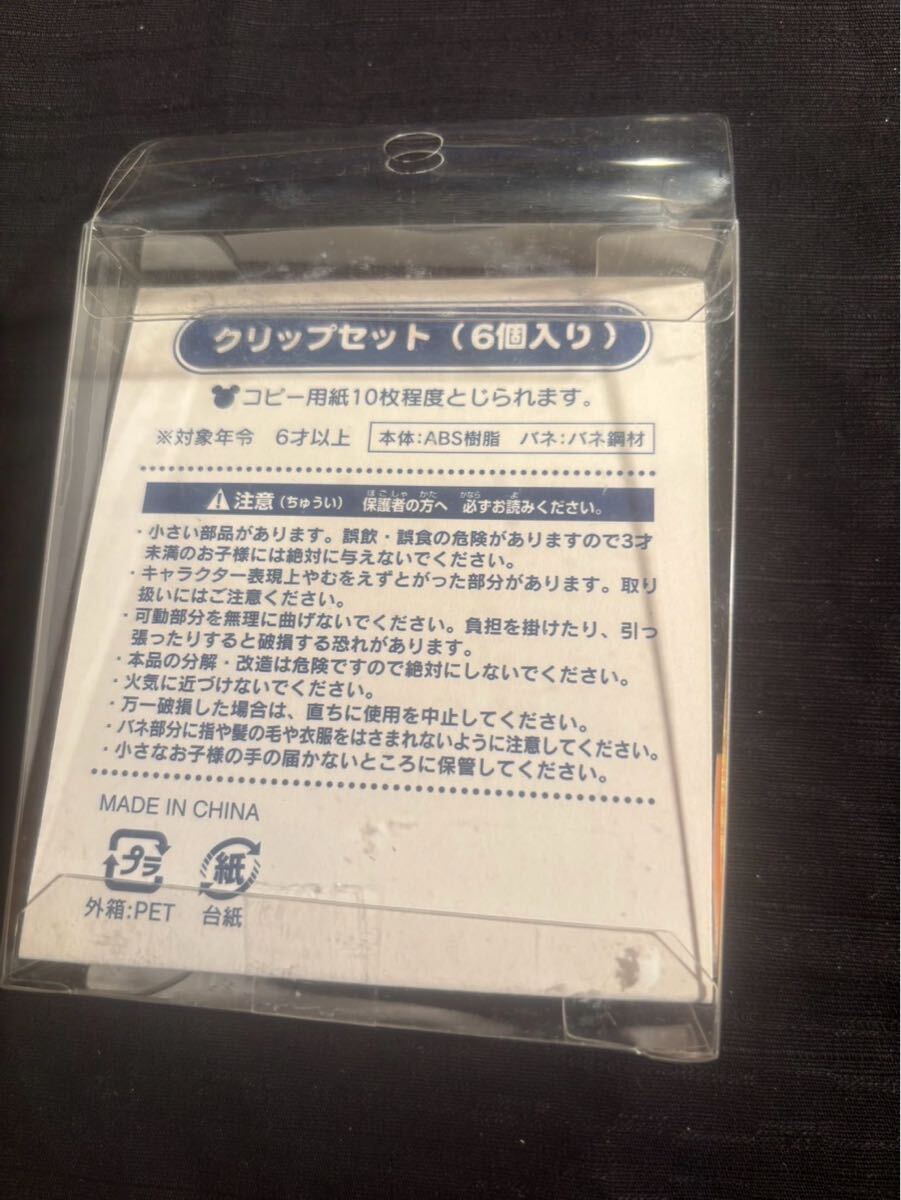 クリップセット（6個入り）
コピー用紙10枚程度とじられます。
※対象年令　6才以上　本体：ABS樹脂　バネ：バネ鋼材
注意（ちゅうい）　保護者の方へ　必ずお読みください。
ほごしゃ　かた　かなら　よ
・小さい部品があります。誤飲・誤食の危険がありますので3才
未満のお子様には絶対に与えないでください。
・キャラクター表現上やむをえずとがった部分があります。取り
扱いにはご注意ください。
・可動部分を無理に曲げないでください。負担を掛けたり、引っ
張ったりすると破損する恐れがあります。
・本品の分解・改造は危険ですので絶対にしないでください。
・火気に近づけないでください。
・万一破損した場合は、直ちに使用を中止してください。
・バネ部分に指や髪の毛や衣服をはさまれないように注意してください。
・小さなお子様の手の届かないところに保管してください。
MADE IN CHINA
プラ　紙
外箱：PET　台紙